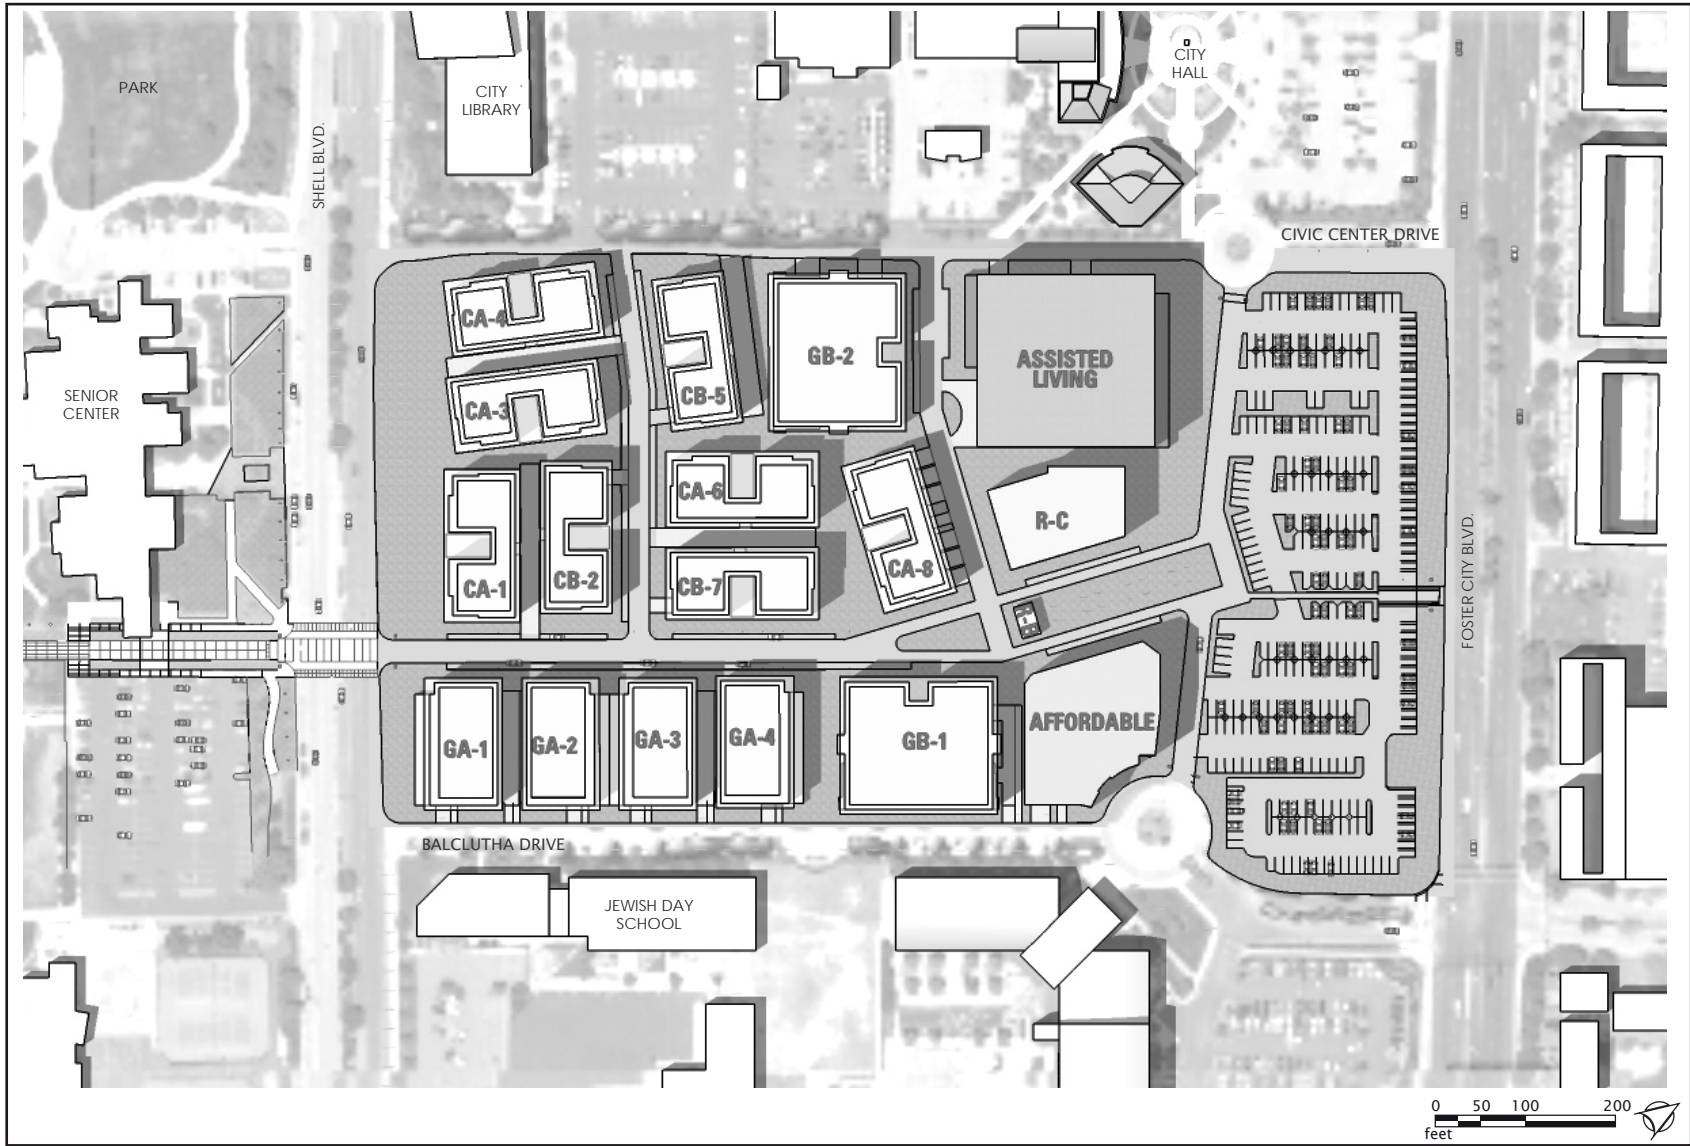 PARK
CITY
LIBRARY
SHELL BLVD.
CITY
HALL
CIVIC CENTER DRIVE
CA-4
CA-3
CB-5
GB-2
ASSISTED
LIVING
SENIOR
CENTER
CA-1
CB-2
CA-6
CB-7
CA-8
R-C
FOSTER CITY BLVD.
GA-1
GA-2
GA-3
GA-4
GB-1
AFFORDABLE
BALCLUTHA DRIVE
JEWISH DAY
SCHOOL
0 50 100 200
feet